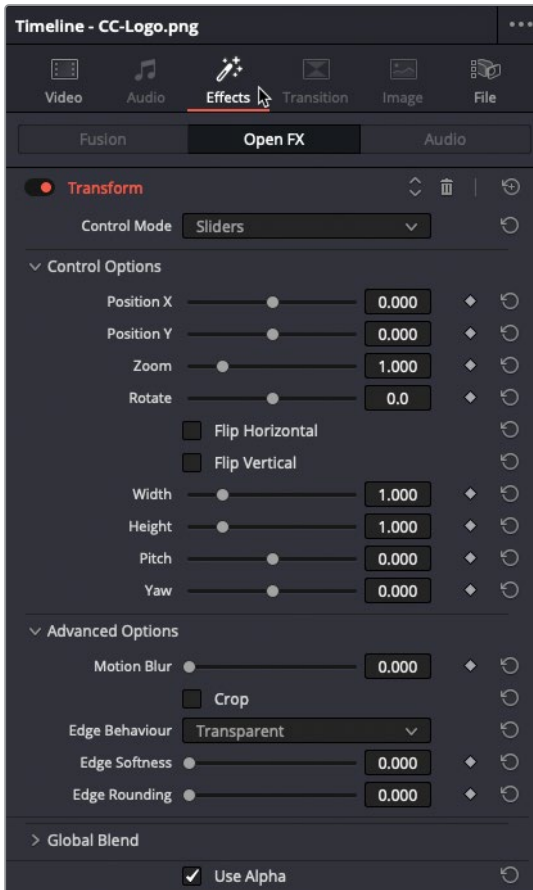 Timeline - CC-Logo.png
Video Audio Effects Transition Image File
Fusion Open FX Audio
Transform
Control Mode Sliders
Control Options
Position X 0.000
Position Y 0.000
Zoom 1.000
Rotate 0.0
Flip Horizontal
Flip Vertical
Width 1.000
Height 1.000
Pitch 0.000
Yaw 0.000
Advanced Options
Motion Blur 0.000
Crop
Edge Behaviour Transparent
Edge Softness 0.000
Edge Rounding 0.000
Global Blend
Use Alpha